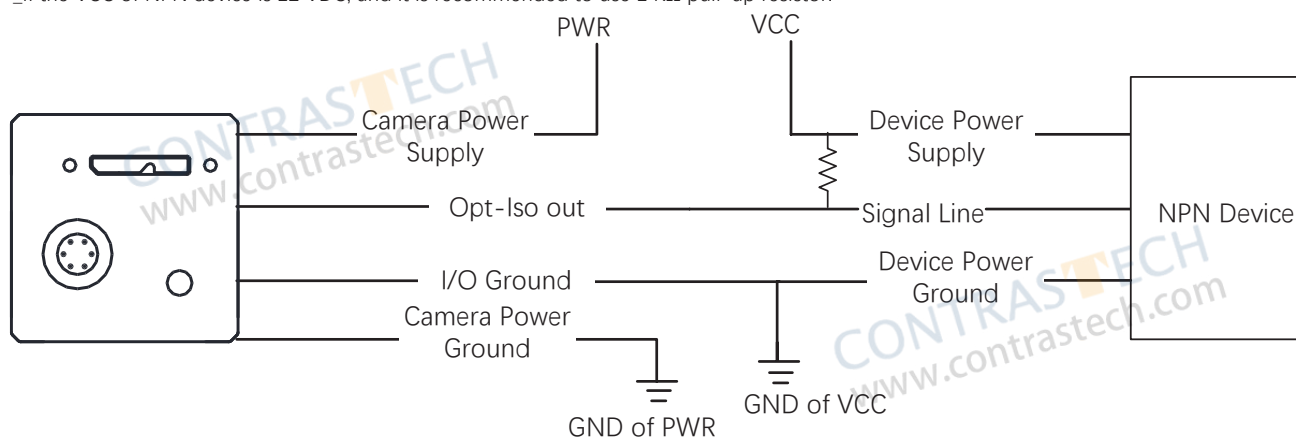 PWR
VCC
Camera Power
Supply
Device Power
Supply
Opt-Iso out
Signal Line
NPN Device
I/O Ground
Device Power
Ground
Camera Power
Ground
GND of PWR
GND of VCC
CONTRASTECH
www.contrastech.com
CONTRASTECH
www.contrastech.com